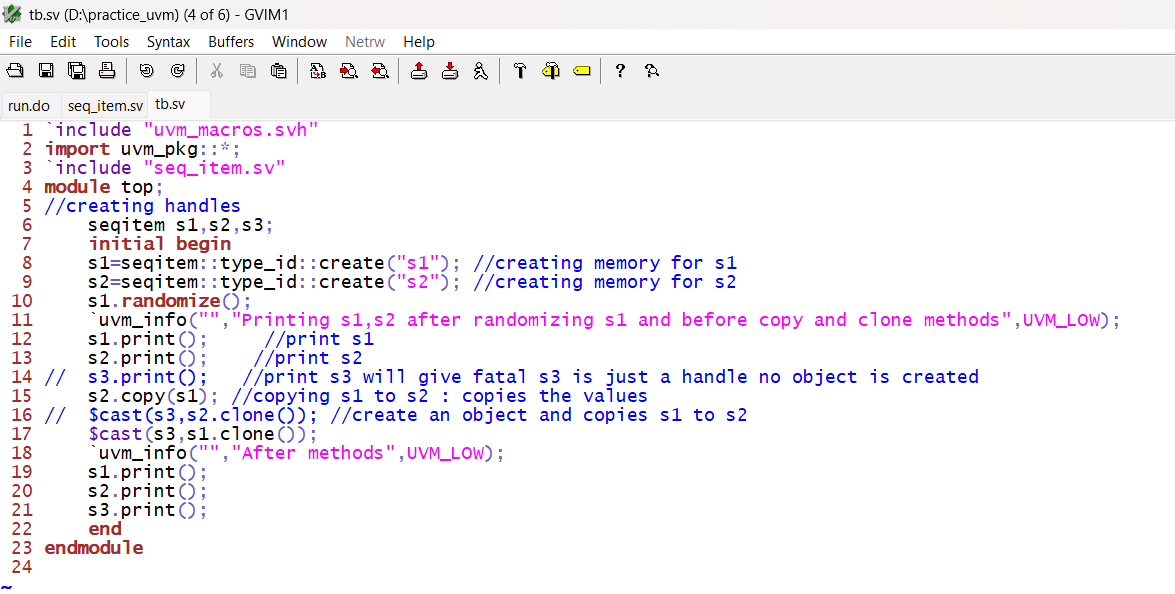 tb.sv (D:\practice_uvm) (4 of 6) - GVIM1
File Edit Tools Syntax Buffers Window Netrw Help
run.do seq_item.sv tb.sv
1 `include "uvm_macros.svh"
2 import uvm_pkg::*;
3 `include "seq_item.sv"
4 module top;
5 //creating handles
6     seqitem s1,s2,s3;
7     initial begin
8     s1=seqitem::type_id::create("s1"); //creating memory for s1
9     s2=seqitem::type_id::create("s2"); //creating memory for s2
10     s1.randomize();
11     `uvm_info("","Printing s1,s2 after randomizing s1 and before copy and clone methods",UVM_LOW);
12     s1.print();     //print s1
13     s2.print();    //print s2
14 //  s3.print();   //print s3 will give fatal s3 is just a handle no object is created
15     s2.copy(s1); //copying s1 to s2 : copies the values
16 //  $cast(s3,s2.clone()); //create an object and copies s1 to s2
17     $cast(s3,s1.clone());
18     `uvm_info("","After methods",UVM_LOW);
19     s1.print();
20     s2.print();
21     s3.print();
22     end
23 endmodule
24
~